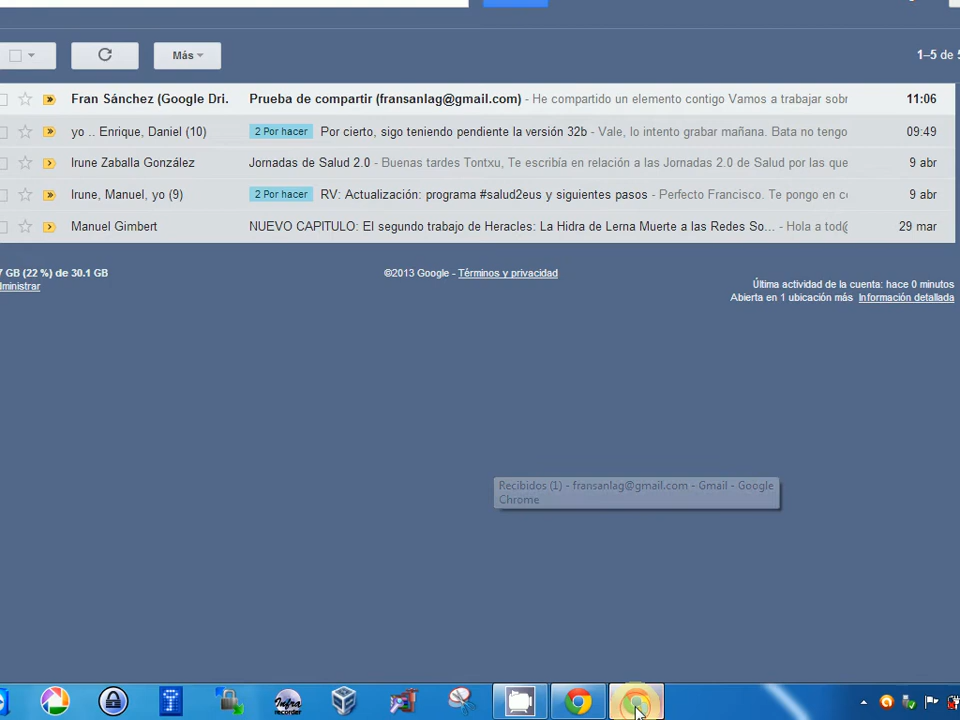 Más
1–5 de
Fran Sánchez (Google Dri. Prueba de compartir (fransanlag@gmail.com) - He compartido un elemento contigo Vamos a trabajar sobr 11:06
yo .. Enrique, Daniel (10) 2 Por hacer Por cierto, sigo teniendo pendiente la versión 32b - Vale, lo intento grabar mañana. Bata no tengo 09:49
Irune Zaballa González Jornadas de Salud 2.0 - Buenas tardes Tontxu, Te escribía en relación a las Jornadas 2.0 de Salud por las que 9 abr
Irune, Manuel, yo (9) 2 Por hacer RV: Actualización: programa #salud2eus y siguientes pasos - Perfecto Francisco. Te pongo en c 9 abr
Manuel Gimbert NUEVO CAPITULO: El segundo trabajo de Heracles: La Hidra de Lerna Muerte a las Redes So... - Hola a tod@ 29 mar
7 GB (22 %) de 30.1 GB
dministrar
©2013 Google - Términos y privacidad
Última actividad de la cuenta: hace 0 minutos
Abierta en 1 ubicación más Información detallada
Recibidos (1) - fransanlag@gmail.com - Gmail - Google
Chrome
Infra
recorder